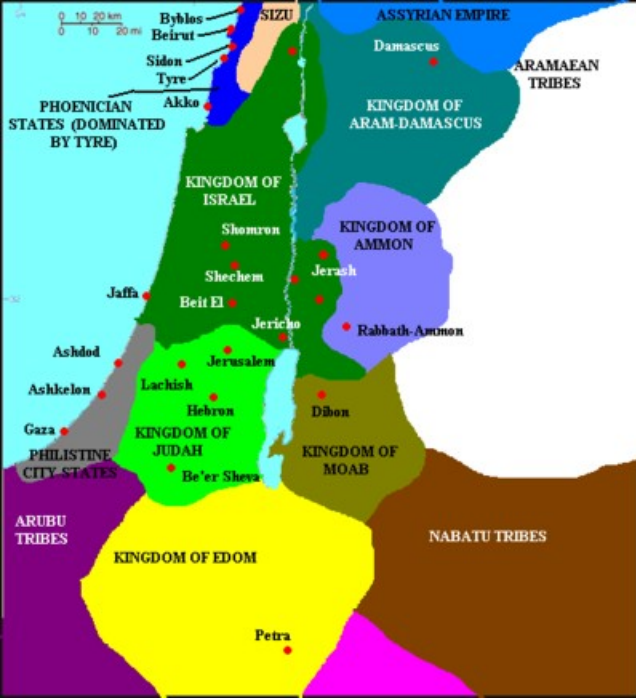 0 10 20 km
0 10 20 mi
Byblos
Beirut
Sidon
Tyre
Akko
SIZU
ASSYRIAN EMPIRE
Damascus
ARAMAEAN
TRIBES
KINGDOM OF
ARAM-DAMASCUS
PHOENICIAN
STATES (DOMINATED
BY TYRE)
KINGDOM OF
ISRAEL
Shomron
Shechem
Beit El
Jericho
Jerash
KINGDOM OF
AMMON
Rabbath-Ammon
Jaffa
Ashdod
Ashkelon
Gaza
PHILISTINE
CITY STATES
Jerusalem
Lachish
Hebron
KINGDOM OF
JUDAH
Be'er Sheva
Dibon
KINGDOM OF
MOAB
ARUBU
TRIBES
NABATU TRIBES
KINGDOM OF EDOM
Petra